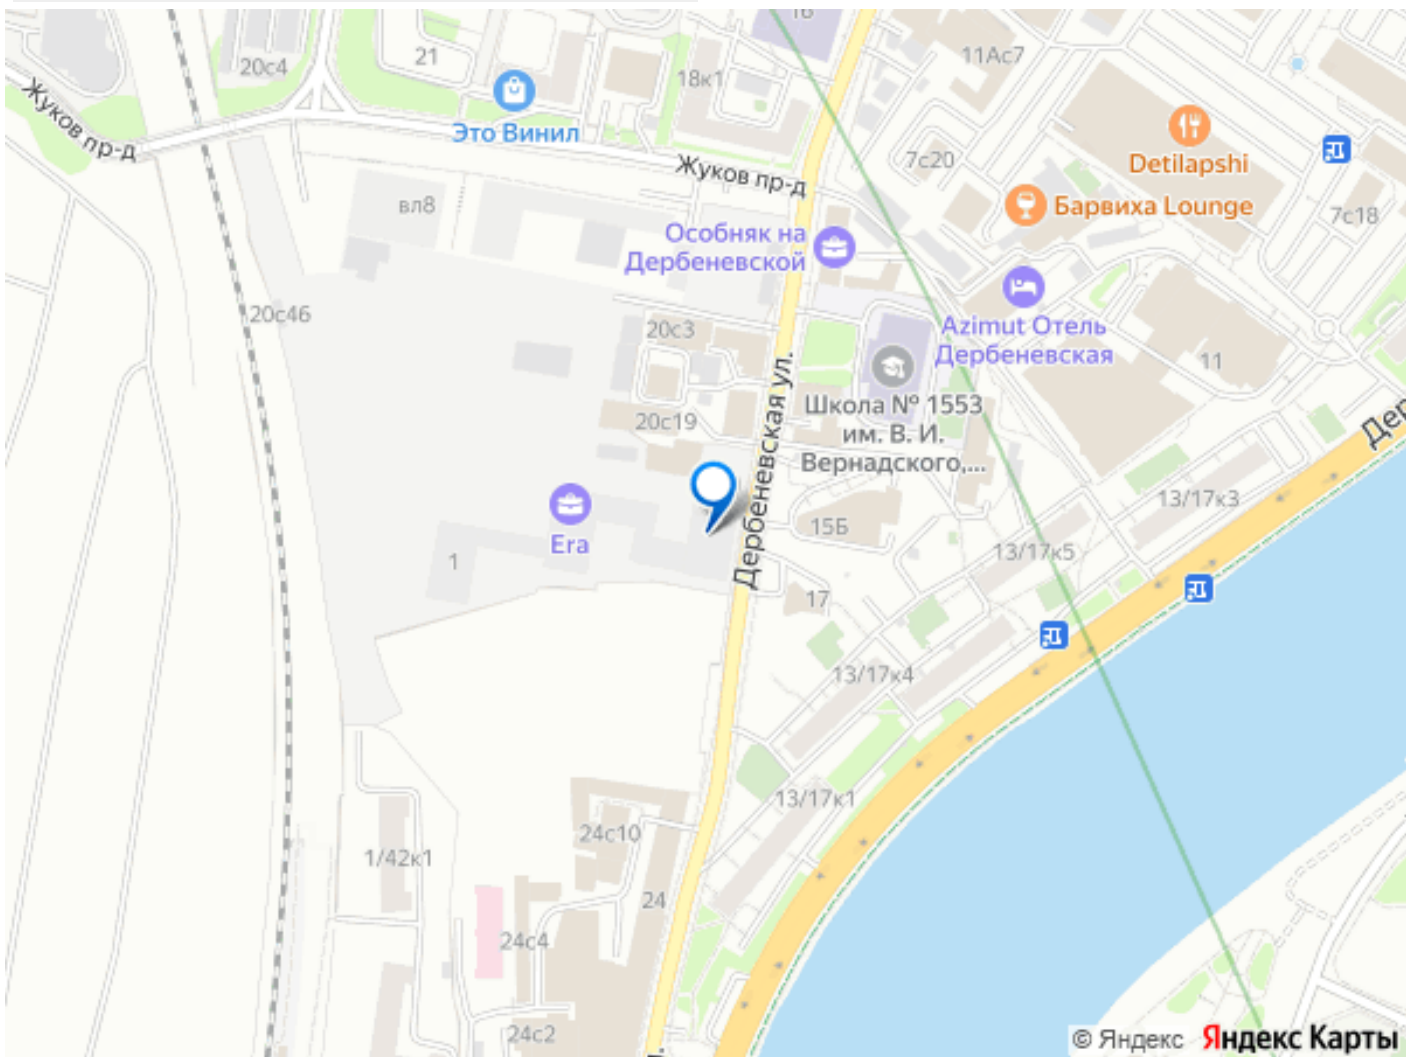 16
11Ас7
20с4
21
18к1
Жуков пр-д
Это Винил
Detilapshi
7с20
Жуков пр-д
вл8
Барвиха Lounge
7с18
Особняк на
Дербеневской
20с46
20с3
Azimut Отель
Дербеневская
11
Дербеневская ул.
Школа № 1553
им. В. И.
Вернадского,...
20с19
Дер
13/17к3
Era
1
15Б
13/17к5
17
13/17к4
13/17к1
24с10
1/42к1
24
24с4
24с2
© Яндекс Яндекс Карты